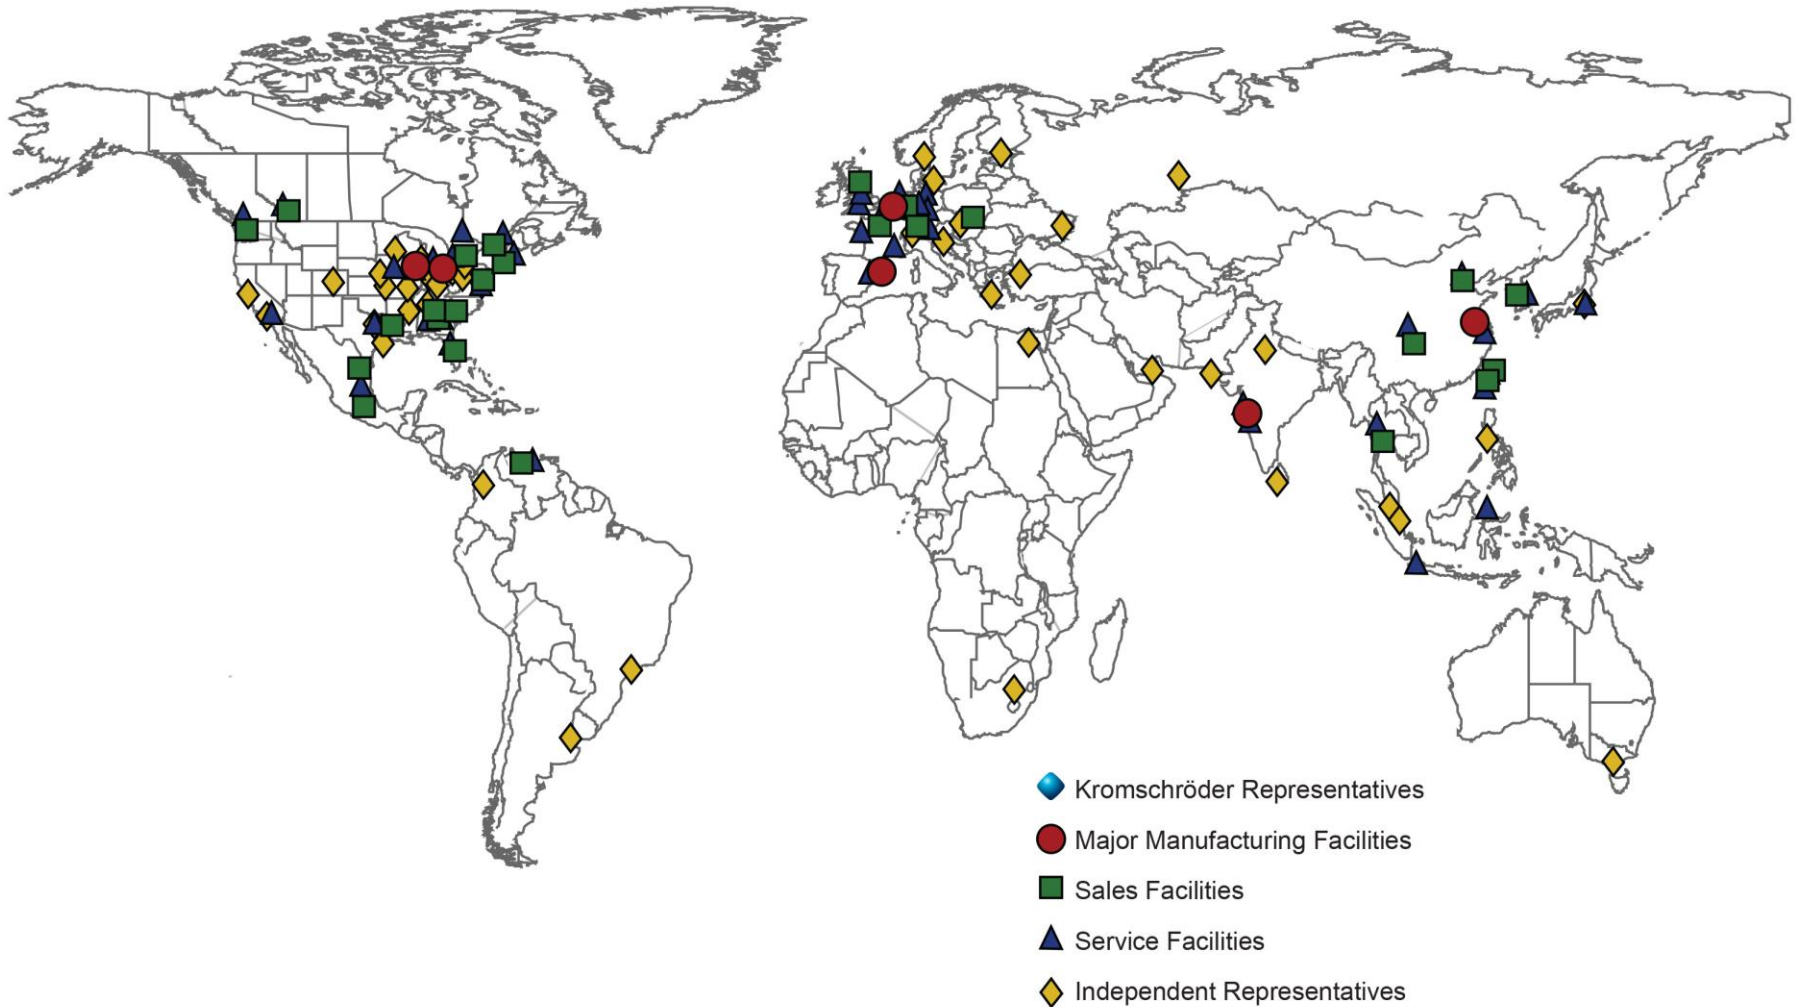 Kromschröder Representatives
Major Manufacturing Facilities
Sales Facilities
Service Facilities
Independent Representatives